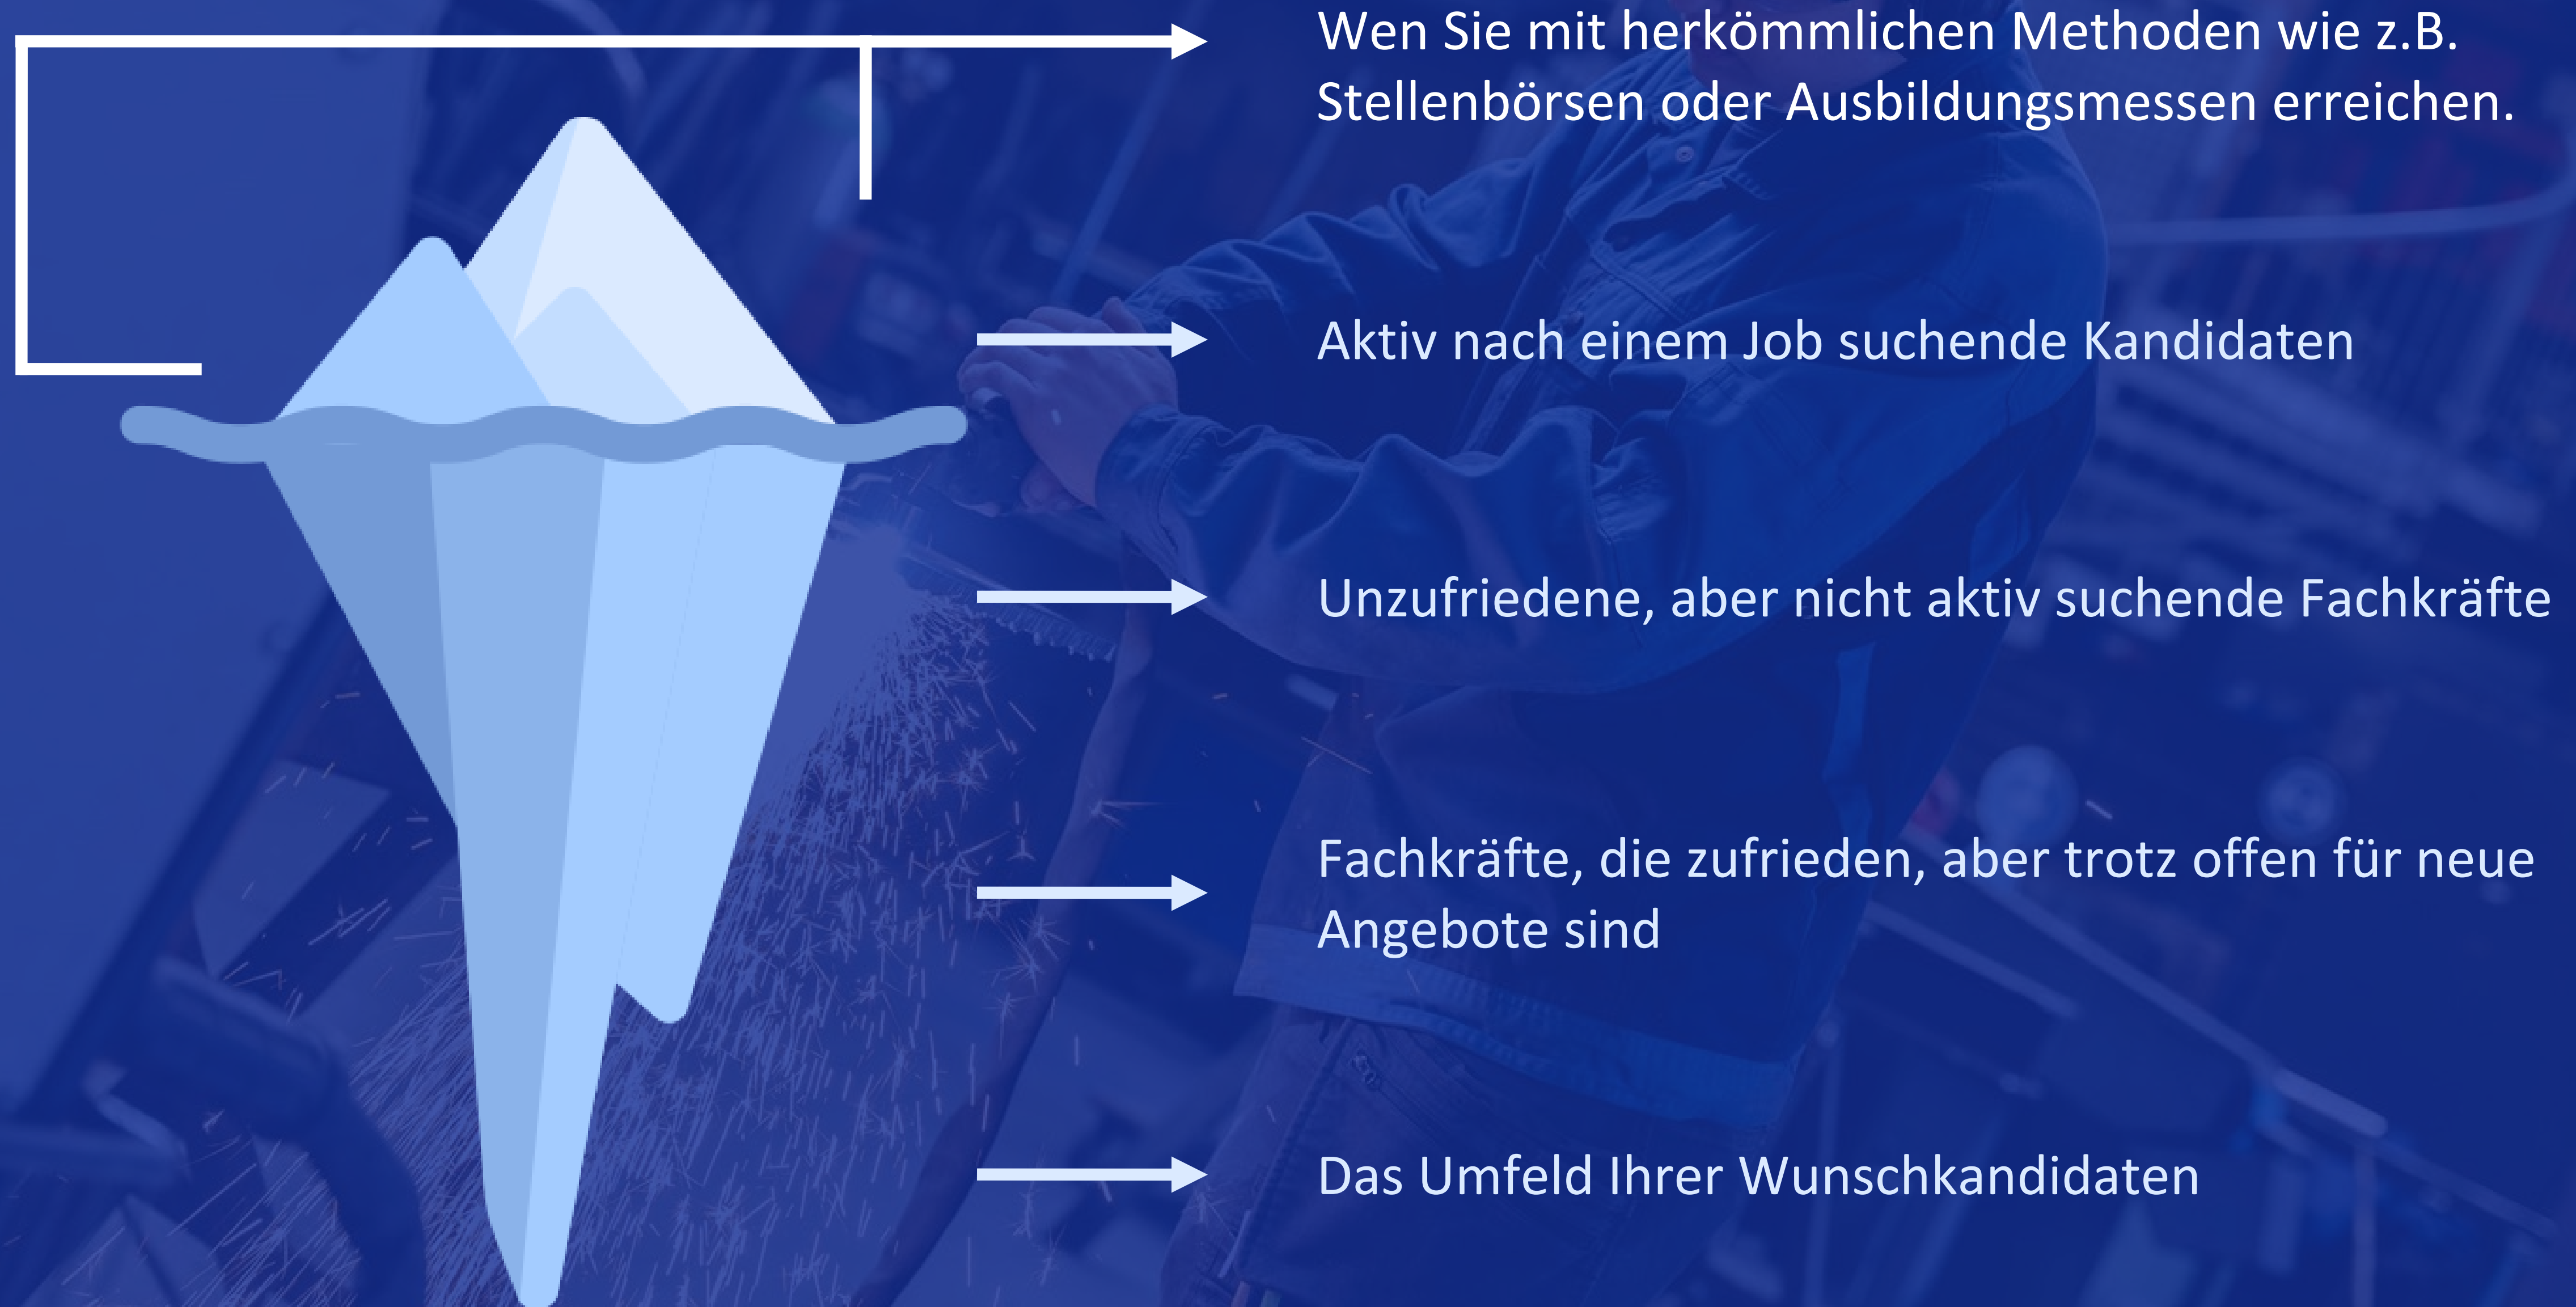 Wen Sie mit herkömmlichen Methoden wie z.B.
Stellenbörsen oder Ausbildungsmessen erreichen.
Aktiv nach einem Job suchende Kandidaten
Unzufriedene, aber nicht aktiv suchende Fachkräfte
Fachkräfte, die zufrieden, aber trotz offen für neue
Angebote sind
Das Umfeld Ihrer Wunschkandidaten